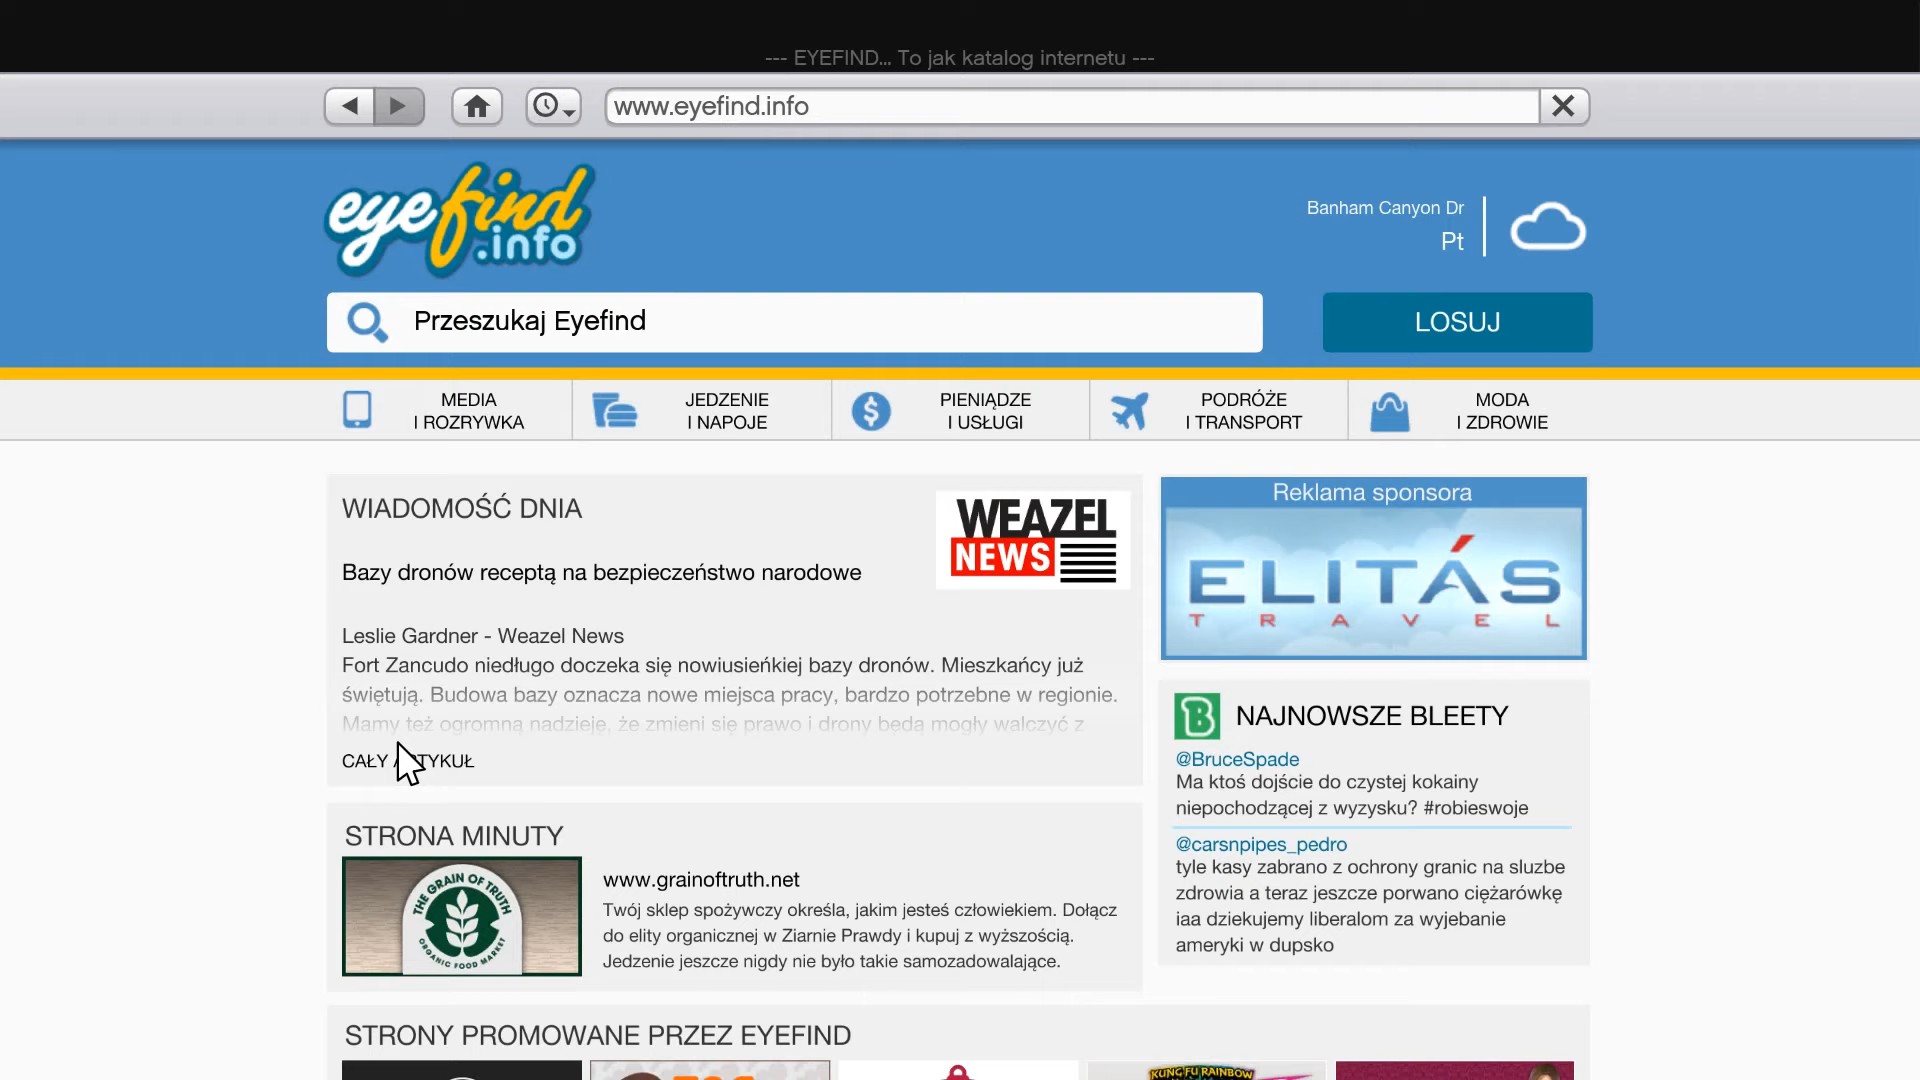 --- EYEFIND... To jak katalog internetu ---
www.eyefind.info
eyefind
.info
Banham Canyon Dr
Pt
Przeszukaj Eyefind
LOSUJ
MEDIA
I ROZRYWKA
JEDZENIE
I NAPOJE
PIENIĄDZE
I USŁUGI
PODRÓŻE
I TRANSPORT
MODA
I ZDROWIE
WIADOMOŚĆ DNIA
WEAZEL
NEWS
Bazy dronów receptą na bezpieczeństwo narodowe
Leslie Gardner - Weazel News
Fort Zancudo niedługo doczeka się nowiusieńkiej bazy dronów. Mieszkańcy już
świętują. Budowa bazy oznacza nowe miejsca pracy, bardzo potrzebne w regionie.
Mamy też ogromną nadzieję, że zmieni się prawo i drony będą mogły walczyć z
CAŁY ARTYKUŁ
Reklama sponsora
ELITÁS
TRAVEL
NAJNOWSZE BLEETY
@BruceSpade
Ma ktoś dojście do czystej kokainy
niepochodzącej z wyzysku? #robieswoje
@carsnpipes_pedro
tyle kasy zabrano z ochrony granic na sluzbe
zdrowia a teraz jeszcze porwano ciężarówkę
iaa dziekujemy liberalom za wyjebanie
ameryki w dupsko
STRONA MINUTY
THE GRAIN OF TRUTH
ORGANIC FOOD MARKET
www.grainoftruth.net
Twój sklep spożywczy określa, jakim jesteś człowiekiem. Dołącz
do elity organicznej w Ziarnie Prawdy i kupuj z wyższością.
Jedzenie jeszcze nigdy nie było takie samozadowalające.
STRONY PROMOWANE PRZEZ EYEFIND
KUNG FU RAINBOW